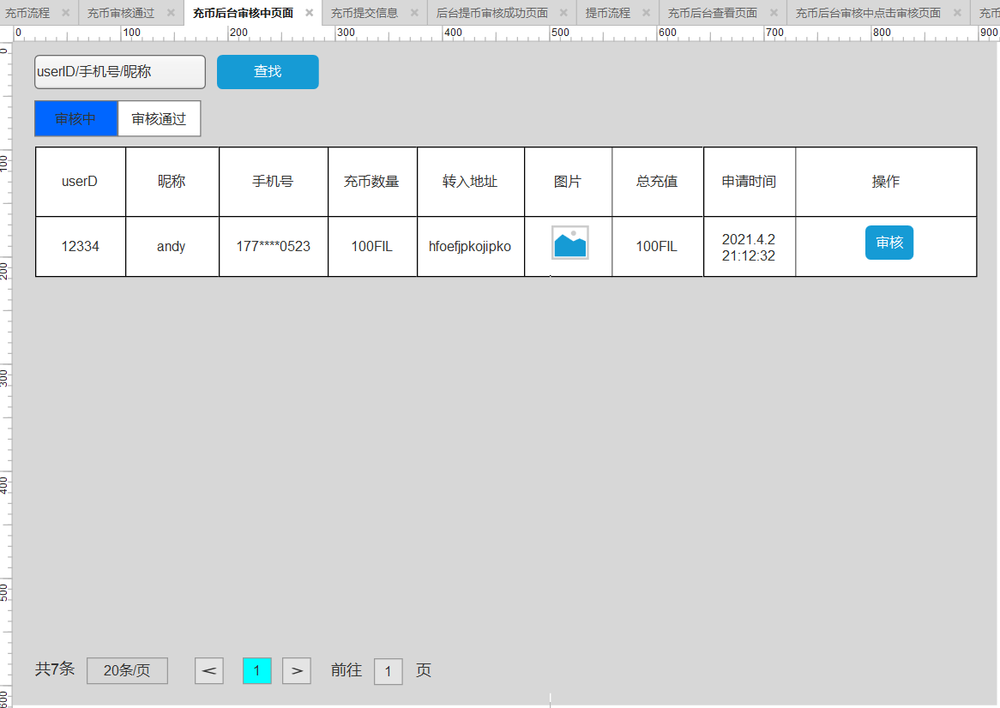 充币流程 充币审核通过 充币后台审核中页面 充币提交信息 后台提币审核成功页面 提币流程 充币后台查看页面 充币后台审核中点击审核页面 充币
0 100 200 300 400 500 600 700 800 900
0
userID/手机号/昵称 查找
审核中 审核通过
100
userD 昵称 手机号 充币数量 转入地址 图片 总充值 申请时间 操作
12334 andy 177****0523 100FIL hfoefjpkojipko 100FIL 2021.4.2 审核
21:12:32
200
300
400
500
共7条 20条/页 < 1 > 前往 1 页
600